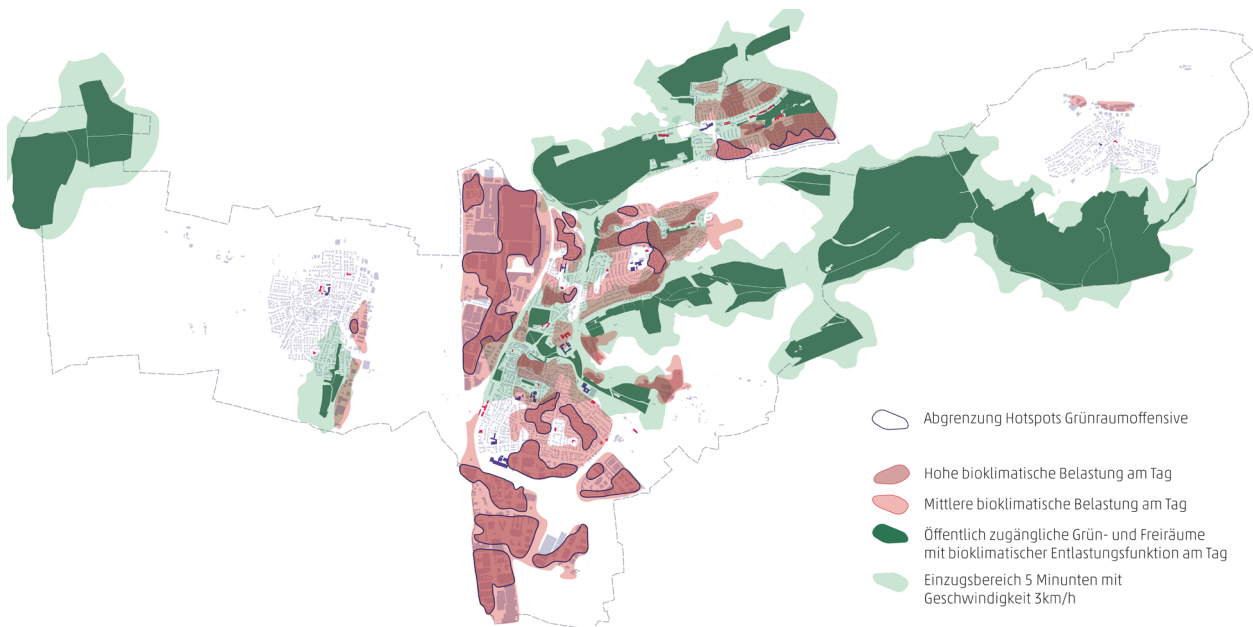 Abgrenzung Hotspots Grünraumoffensive
Hohe bioklimatische Belastung am Tag
Mittlere bioklimatische Belastung am Tag
Öffentlich zugängliche Grün- und Freiräume
mit bioklimatischer Entlastungsfunktion am Tag
Einzugsbereich 5 Minunten mit
Geschwindigkeit 3km/h